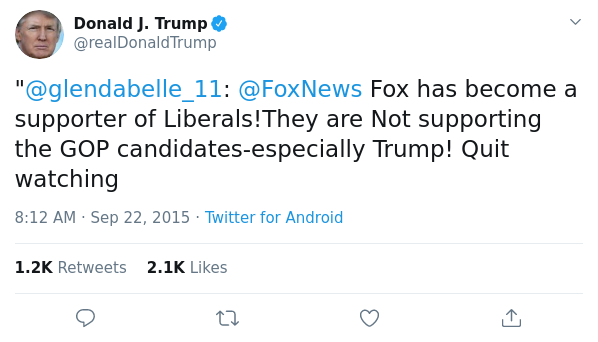 Donald J. Trump
@realDonaldTrump
"@glendabelle_11: @FoxNews Fox has become a
supporter of Liberals!They are Not supporting
the GOP candidates-especially Trump! Quit
watching
8:12 AM · Sep 22, 2015 · Twitter for Android
1.2K Retweets 2.1K Likes